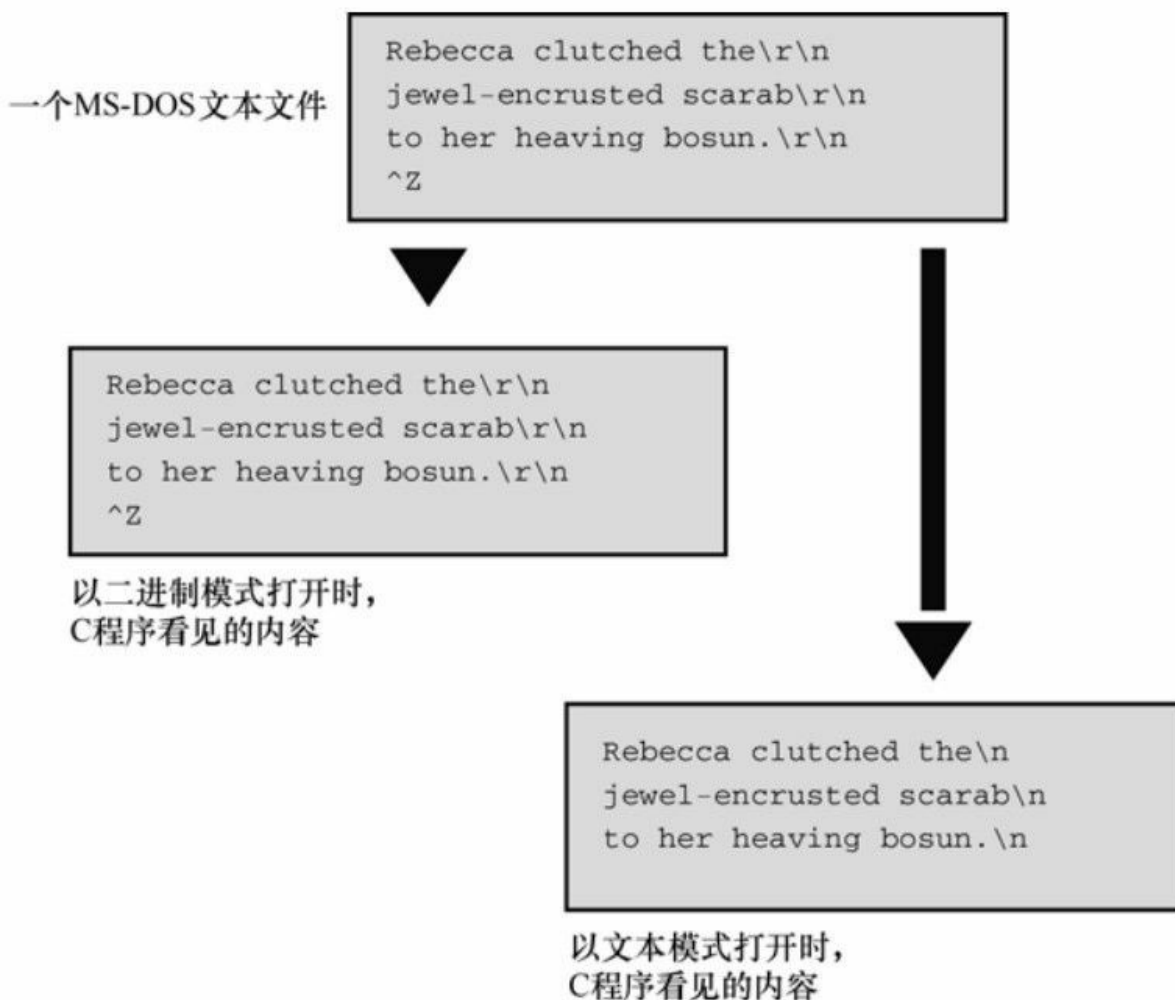 一个MS-DOS文本文件
Rebecca clutched the\r\n
jewel-encrusted scarab\r\n
to her heaving bosun.\r\n
^Z
Rebecca clutched the\r\n
jewel-encrusted scarab\r\n
to her heaving bosun.\r\n
^Z
以二进制模式打开时，
C程序看见的内容
Rebecca clutched the\n
jewel-encrusted scarab\n
to her heaving bosun.\n
以文本模式打开时，
C程序看见的内容